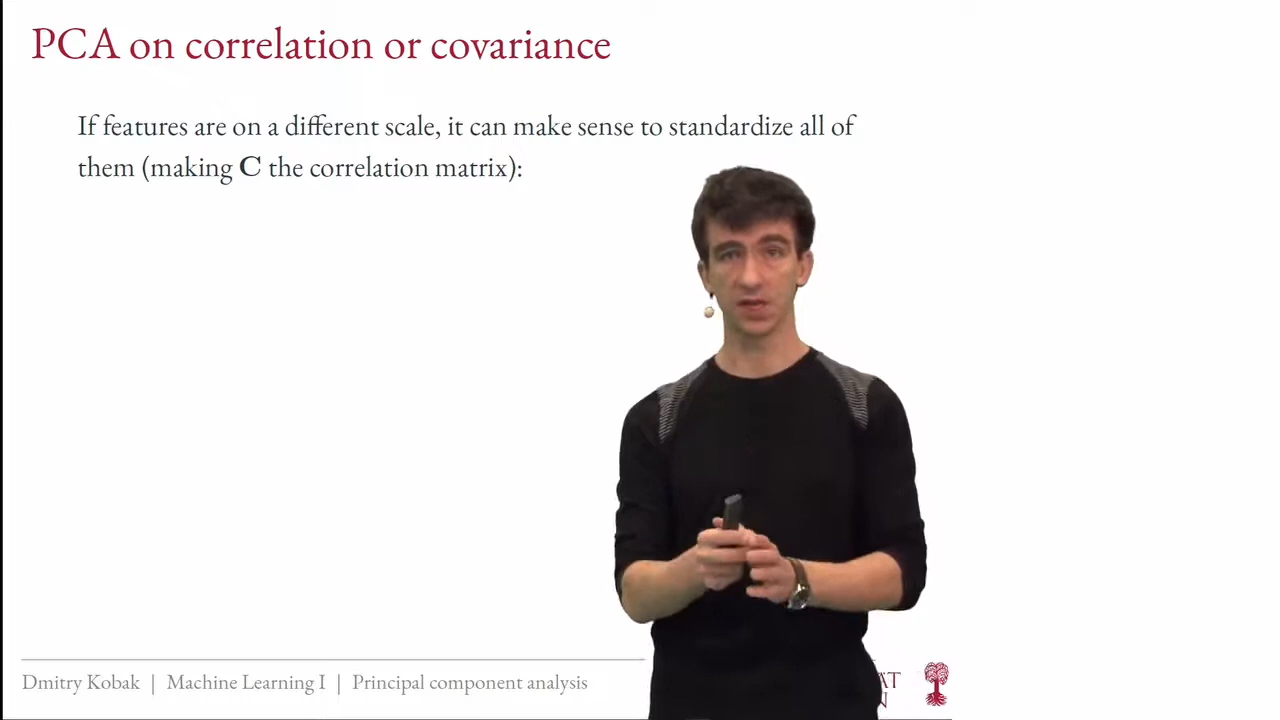 PCA on correlation or covariance
If features are on a different scale, it can make sense to standardize all of
them (making C the correlation matrix):
Dmitry Kobak | Machine Learning I | Principal component analysis